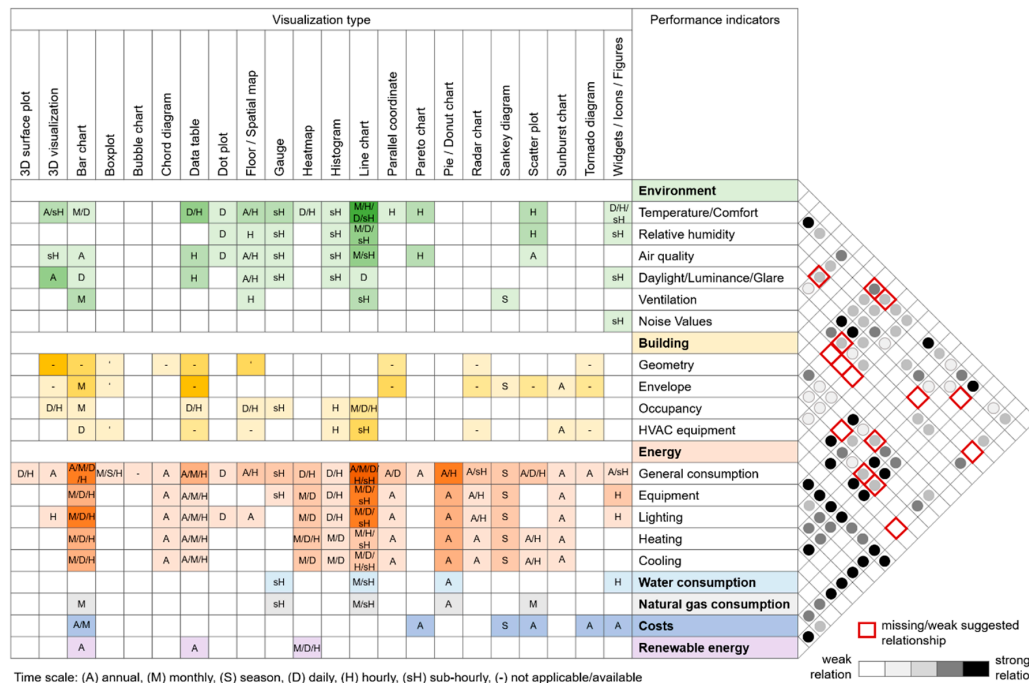 Visualization type Performance indicators
3D surface plot
3D visualization
Bar chart
Boxplot
Bubble chart
Chord diagram
Data table
Dot plot
Floor / Spatial map
Gauge
Heatmap
Histogram
Line chart
Parallel coordinate
Pareto chart
Pie / Donut chart
Radar chart
Sankey diagram
Scatter plot
Sunburst chart
Tornado diagram
Widgets / Icons / Figures
Environment
A/sH M/D D/H D A/H sH D/H sH M/H/ D/sH H H H D/H/ sH Temperature/Comfort
D H sH sH M/D/ sH H sH Relative humidity
sH A H D A/H sH sH M/sH H A Air quality
A D H A/H sH sH D sH Daylight/Luminance/Glare
M H sH S Ventilation
sH Noise Values
Building
- - ' - - ' - - - Geometry
- M ' - - - S - A - Envelope
D/H M D/H D/H sH H M/D/H Occupancy
D ' - - H sH - A - HVAC equipment
Energy
D/H A A/M/D /H M/S/H - A A/M/H D A/H sH D/H D/H A/M/D/ H/sH A/D A A/H A/sH S A/D/H A A A/sH General consumption
M/D/H A A/M/H sH M/D D/H M/D/ sH A A A/H S A H Equipment
H M/D/H A A/M/H D A M/D D/H M/D/ sH A A A/H S A H Lighting
M/D/H A A/M/H M/D/H M/D M/H/ sH A A A S A/H A Heating
M/D/H A A/M/H M/D M/D M/D/ H/sH A A A S A/H A Cooling
sH M/sH A H Water consumption
M sH M/sH A M Natural gas consumption
A/M A S A A A Costs
A A M/D/H Renewable energy
missing/weak suggested
relationship
weak
relation
strong
relatio
Time scale: (A) annual, (M) monthly, (S) season, (D) daily, (H) hourly, (sH) sub-hourly, (-) not applicable/available